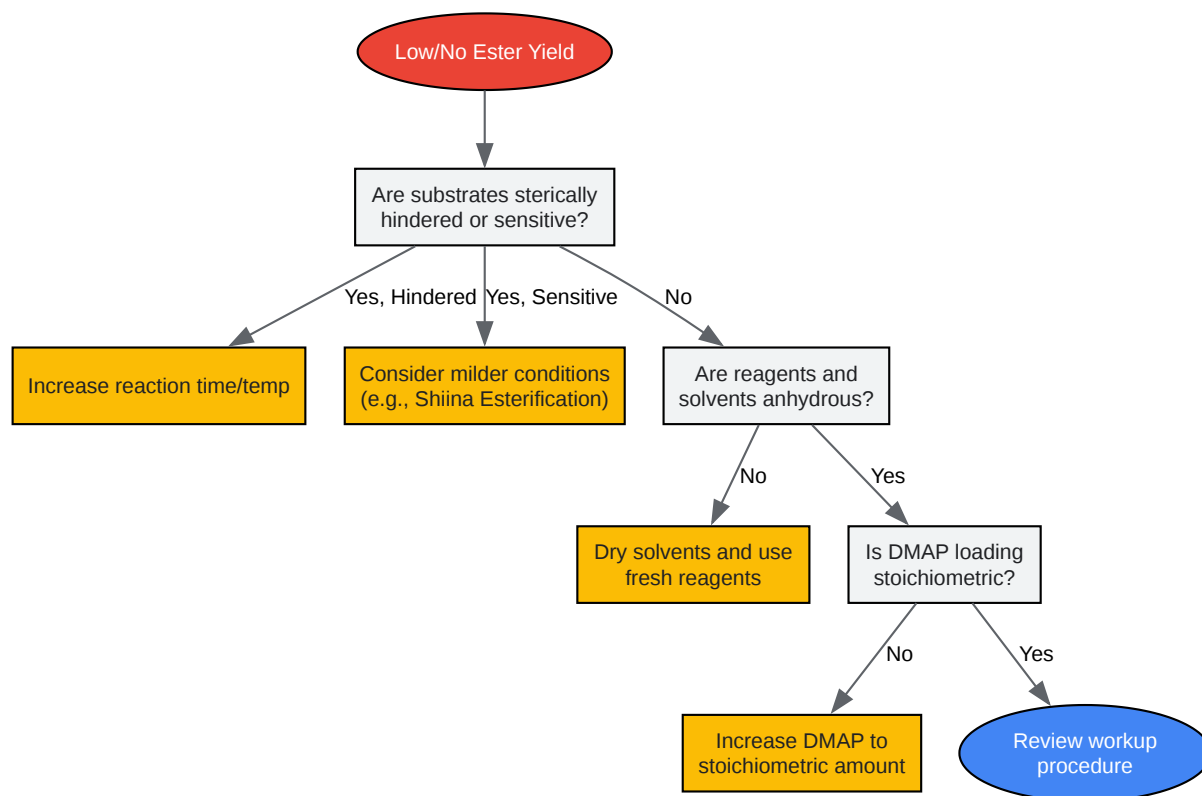 Low/No Ester Yield
Are substrates sterically
hindered or sensitive?
Yes, Hindered
Yes, Sensitive
No
Increase reaction time/temp
Consider milder conditions
(e.g., Shiina Esterification)
Are reagents and
solvents anhydrous?
No
Yes
Dry solvents and use
fresh reagents
Is DMAP loading
stoichiometric?
No
Yes
Increase DMAP to
stoichiometric amount
Review workup
procedure